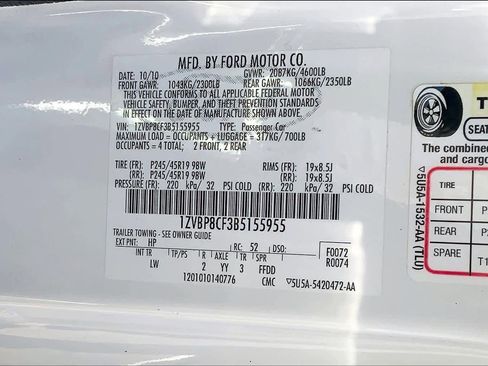 MFD. BY FORD MOTOR CO.
DATE: 10/10 GVWR: 2087KG/4600LB
FRONT GAWR: 1043KG/2300LB REAR GAWR: 1066KG/2350LB
THIS VEHICLE CONFORMS TO ALL APPLICABLE FEDERAL MOTOR
VEHICLE SAFETY, BUMPER, AND THEFT PREVENTION STANDARDS
IN EFFECT ON THE DATE OF MANUFACTURE SHOWN ABOVE.
VIN: 1ZVBP8CF3B5155955 TYPE: Passenger Car
MAXIMUM LOAD = OCCUPANTS + LUGGAGE = 317KG/700LB
OCCUPANTS = 4 TOTAL: 2 FRONT, 2 REAR
TIRE (FR): P245/45R19 98W RIMS (FR): 19x8.5J
(RR): P245/45R19 98W (RR): 19x8.5J
PRESSURE (FR): 220 kPa/ 32 PSI COLD (RR): 220 kPa/ 32 PSI COLD
1ZVBP8CF3B5155955
TRAILER TOWING - SEE OWNER GUIDE
EXT PNT: HP RC: 52 DSO: F0072
INT TR TP/PS R AXLE TR R0074
LW 2 YY 3 FFDD
1201010140776 CMC 5U5A-5420472-AA
SEAT
The combined
and cargo
TIRE
FRONT P
REAR P2
SPARE T1
5U5A-1532-AA (TLU)